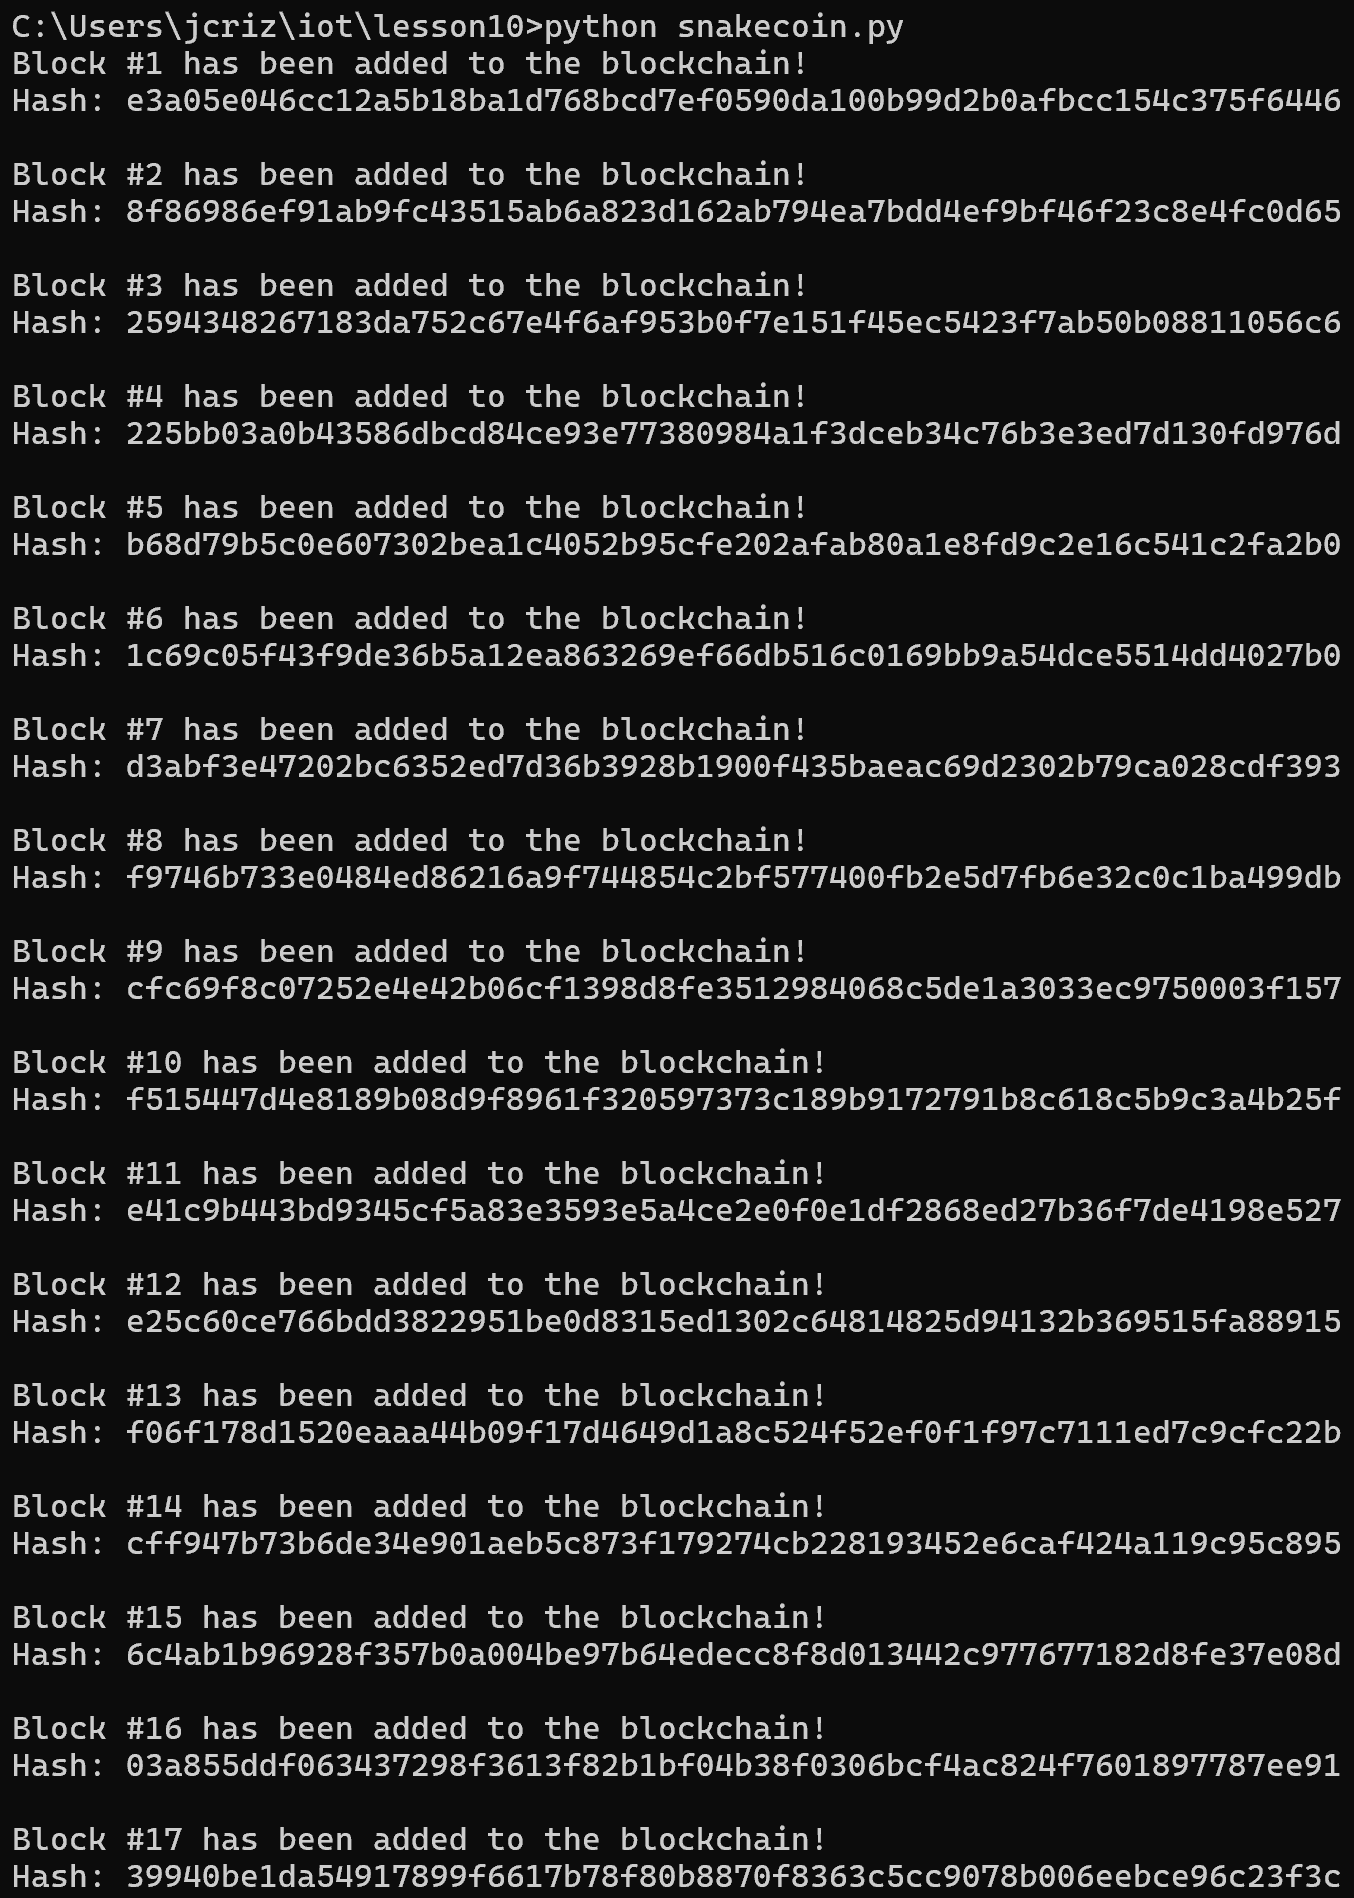 C:\Users\jcriz\iot\lesson10>python snakecoin.py
Block #1 has been added to the blockchain!
Hash: e3a05e046cc12a5b18ba1d768bcd7ef0590da100b99d2b0afbcc154c375f6446
Block #2 has been added to the blockchain!
Hash: 8f86986ef91ab9fc43515ab6a823d162ab794ea7bdd4ef9bf46f23c8e4fc0d65
Block #3 has been added to the blockchain!
Hash: 2594348267183da752c67e4f6af953b0f7e151f45ec5423f7ab50b08811056c6
Block #4 has been added to the blockchain!
Hash: 225bb03a0b43586dbcd84ce93e77380984a1f3dceb34c76b3e3ed7d130fd976d
Block #5 has been added to the blockchain!
Hash: b68d79b5c0e607302bea1c4052b95cfe202afab80a1e8fd9c2e16c541c2fa2b0
Block #6 has been added to the blockchain!
Hash: 1c69c05f43f9de36b5a12ea863269ef66db516c0169bb9a54dce5514dd4027b0
Block #7 has been added to the blockchain!
Hash: d3abf3e47202bc6352ed7d36b3928b1900f435baeac69d2302b79ca028cdf393
Block #8 has been added to the blockchain!
Hash: f9746b733e0484ed86216a9f744854c2bf577400fb2e5d7fb6e32c0c1ba499db
Block #9 has been added to the blockchain!
Hash: cfc69f8c07252e4e42b06cf1398d8fe3512984068c5de1a3033ec9750003f157
Block #10 has been added to the blockchain!
Hash: f515447d4e8189b08d9f8961f320597373c189b9172791b8c618c5b9c3a4b25f
Block #11 has been added to the blockchain!
Hash: e41c9b443bd9345cf5a83e3593e5a4ce2e0f0e1df2868ed27b36f7de4198e527
Block #12 has been added to the blockchain!
Hash: e25c60ce766bdd3822951be0d8315ed1302c64814825d94132b369515fa88915
Block #13 has been added to the blockchain!
Hash: f06f178d1520eaaa44b09f17d4649d1a8c524f52ef0f1f97c7111ed7c9cfc22b
Block #14 has been added to the blockchain!
Hash: cff947b73b6de34e901aeb5c873f179274cb228193452e6caf424a119c95c895
Block #15 has been added to the blockchain!
Hash: 6c4ab1b96928f357b0a004be97b64edecc8f8d013442c977677182d8fe37e08d
Block #16 has been added to the blockchain!
Hash: 03a855ddf063437298f3613f82b1bf04b38f0306bcf4ac824f7601897787ee91
Block #17 has been added to the blockchain!
Hash: 39940be1da54917899f6617b78f80b8870f8363c5cc9078b006eebce96c23f3c